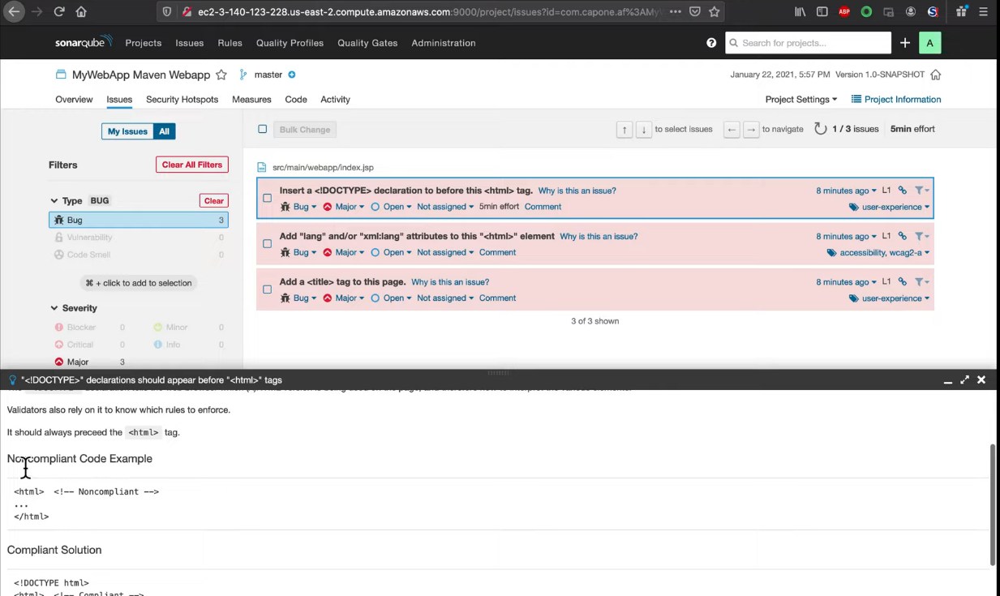 ec2-3-140-123-228.us-east-2.compute.amazonaws.com:9000/project/issues?id=com.capone.af%3AMyW
ABP
sonarqube Projects Issues Rules Quality Profiles Quality Gates Administration
? Search for projects... + A
MyWebApp Maven Webapp master
January 22, 2021, 5:57 PM Version 1.0-SNAPSHOT
Overview Issues Security Hotspots Measures Code Activity
Project Settings Project Information
My Issues All
Bulk Change
↑ ↓ to select issues ← → to navigate 1 / 3 issues 5min effort
Filters Clear All Filters
Type BUG Clear
Bug 3
Vulnerability 0
Code Smell 0
⌘ + click to add to selection
Severity
Blocker 0 Minor 0
Critical 0 Info 0
Major 3
src/main/webapp/index.jsp
Insert a <!DOCTYPE> declaration to before this <html> tag. Why is this an issue? 8 minutes ago L1
Bug Major Open Not assigned 5min effort Comment user-experience
Add "lang" and/or "xml:lang" attributes to this "<html>" element Why is this an issue? 8 minutes ago L1
Bug Major Open Not assigned Comment accessibility, wcag2-a
Add a <title> tag to this page. Why is this an issue? 8 minutes ago L1
Bug Major Open Not assigned Comment user-experience
3 of 3 shown
"<!DOCTYPE>" declarations should appear before "<html>" tags
Validators also rely on it to know which rules to enforce.
It should always preceed the <html> tag.
Noncompliant Code Example
<html> <!-- Noncompliant -->
...
</html>
Compliant Solution
<!DOCTYPE html>
<html> <!-- Compliant -->